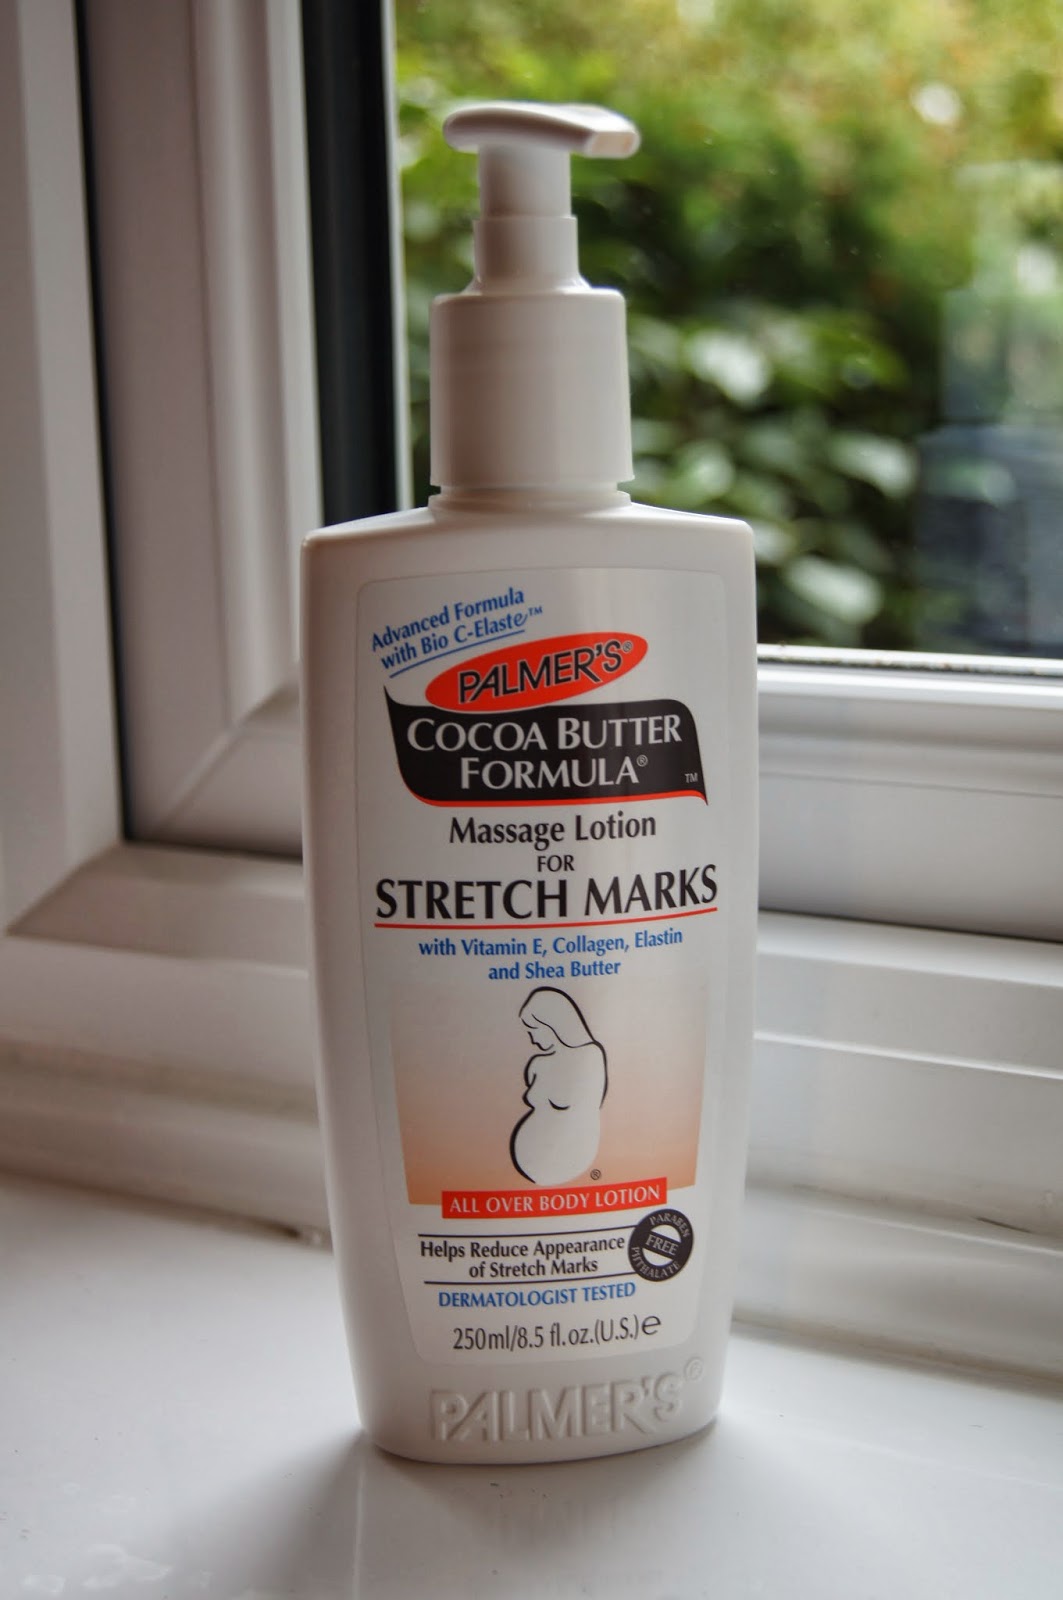 Advanced Formula
with Bio C-Elaste™
PALMER'S®
COCOA BUTTER
FORMULA®
™
Massage Lotion
FOR
STRETCH MARKS
with Vitamin E, Collagen, Elastin
and Shea Butter
®
ALL OVER BODY LOTION
Helps Reduce Appearance
of Stretch Marks
PARABEN
FREE
PHTHALATE
DERMATOLOGIST TESTED
250ml/8.5 fl.oz.(U.S.)℮
PALMER'S®